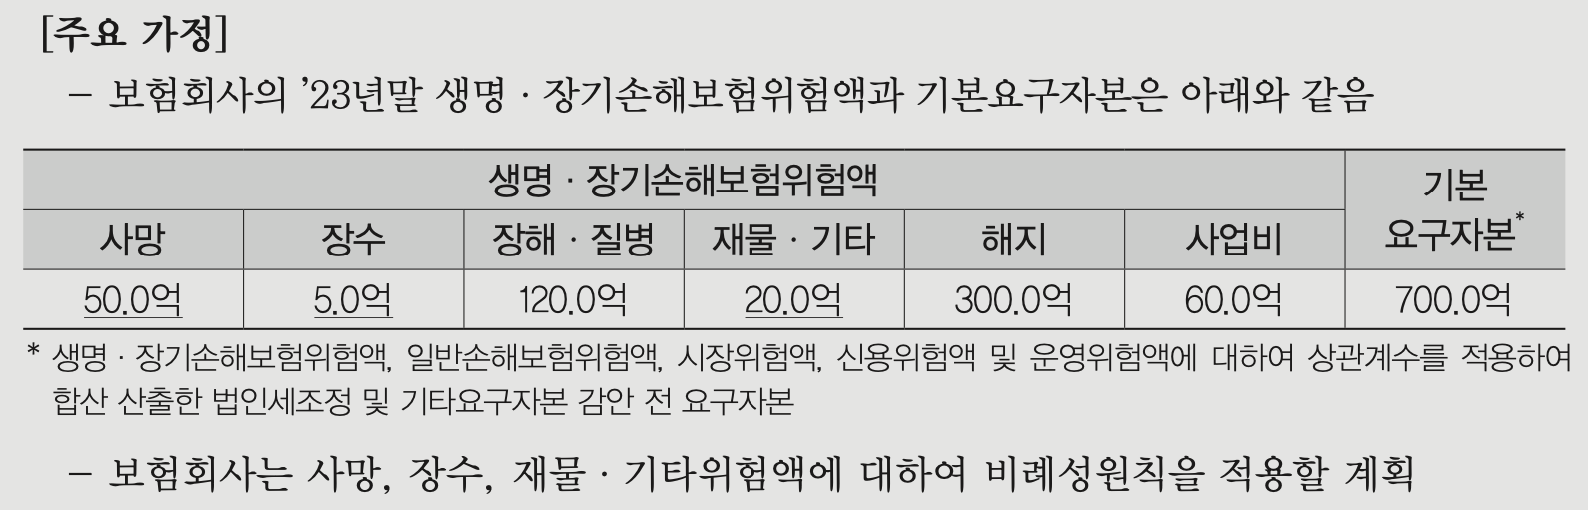 [주요 가정]
– 보험회사의 ’23년말 생명 · 장기손해보험위험액과 기본요구자본은 아래와 같음
생명 · 장기손해보험위험액
기본
요구자본*
사망 장수 장해 · 질병 재물 · 기타 해지 사업비
50.0억 5.0억 120.0억 20.0억 300.0억 60.0억 700.0억
* 생명 · 장기손해보험위험액, 일반손해보험위험액, 시장위험액, 신용위험액 및 운영위험액에 대하여 상관계수를 적용하여
합산 산출한 법인세조정 및 기타요구자본 감안 전 요구자본
– 보험회사는 사망, 장수, 재물 · 기타위험액에 대하여 비례성원칙을 적용할 계획